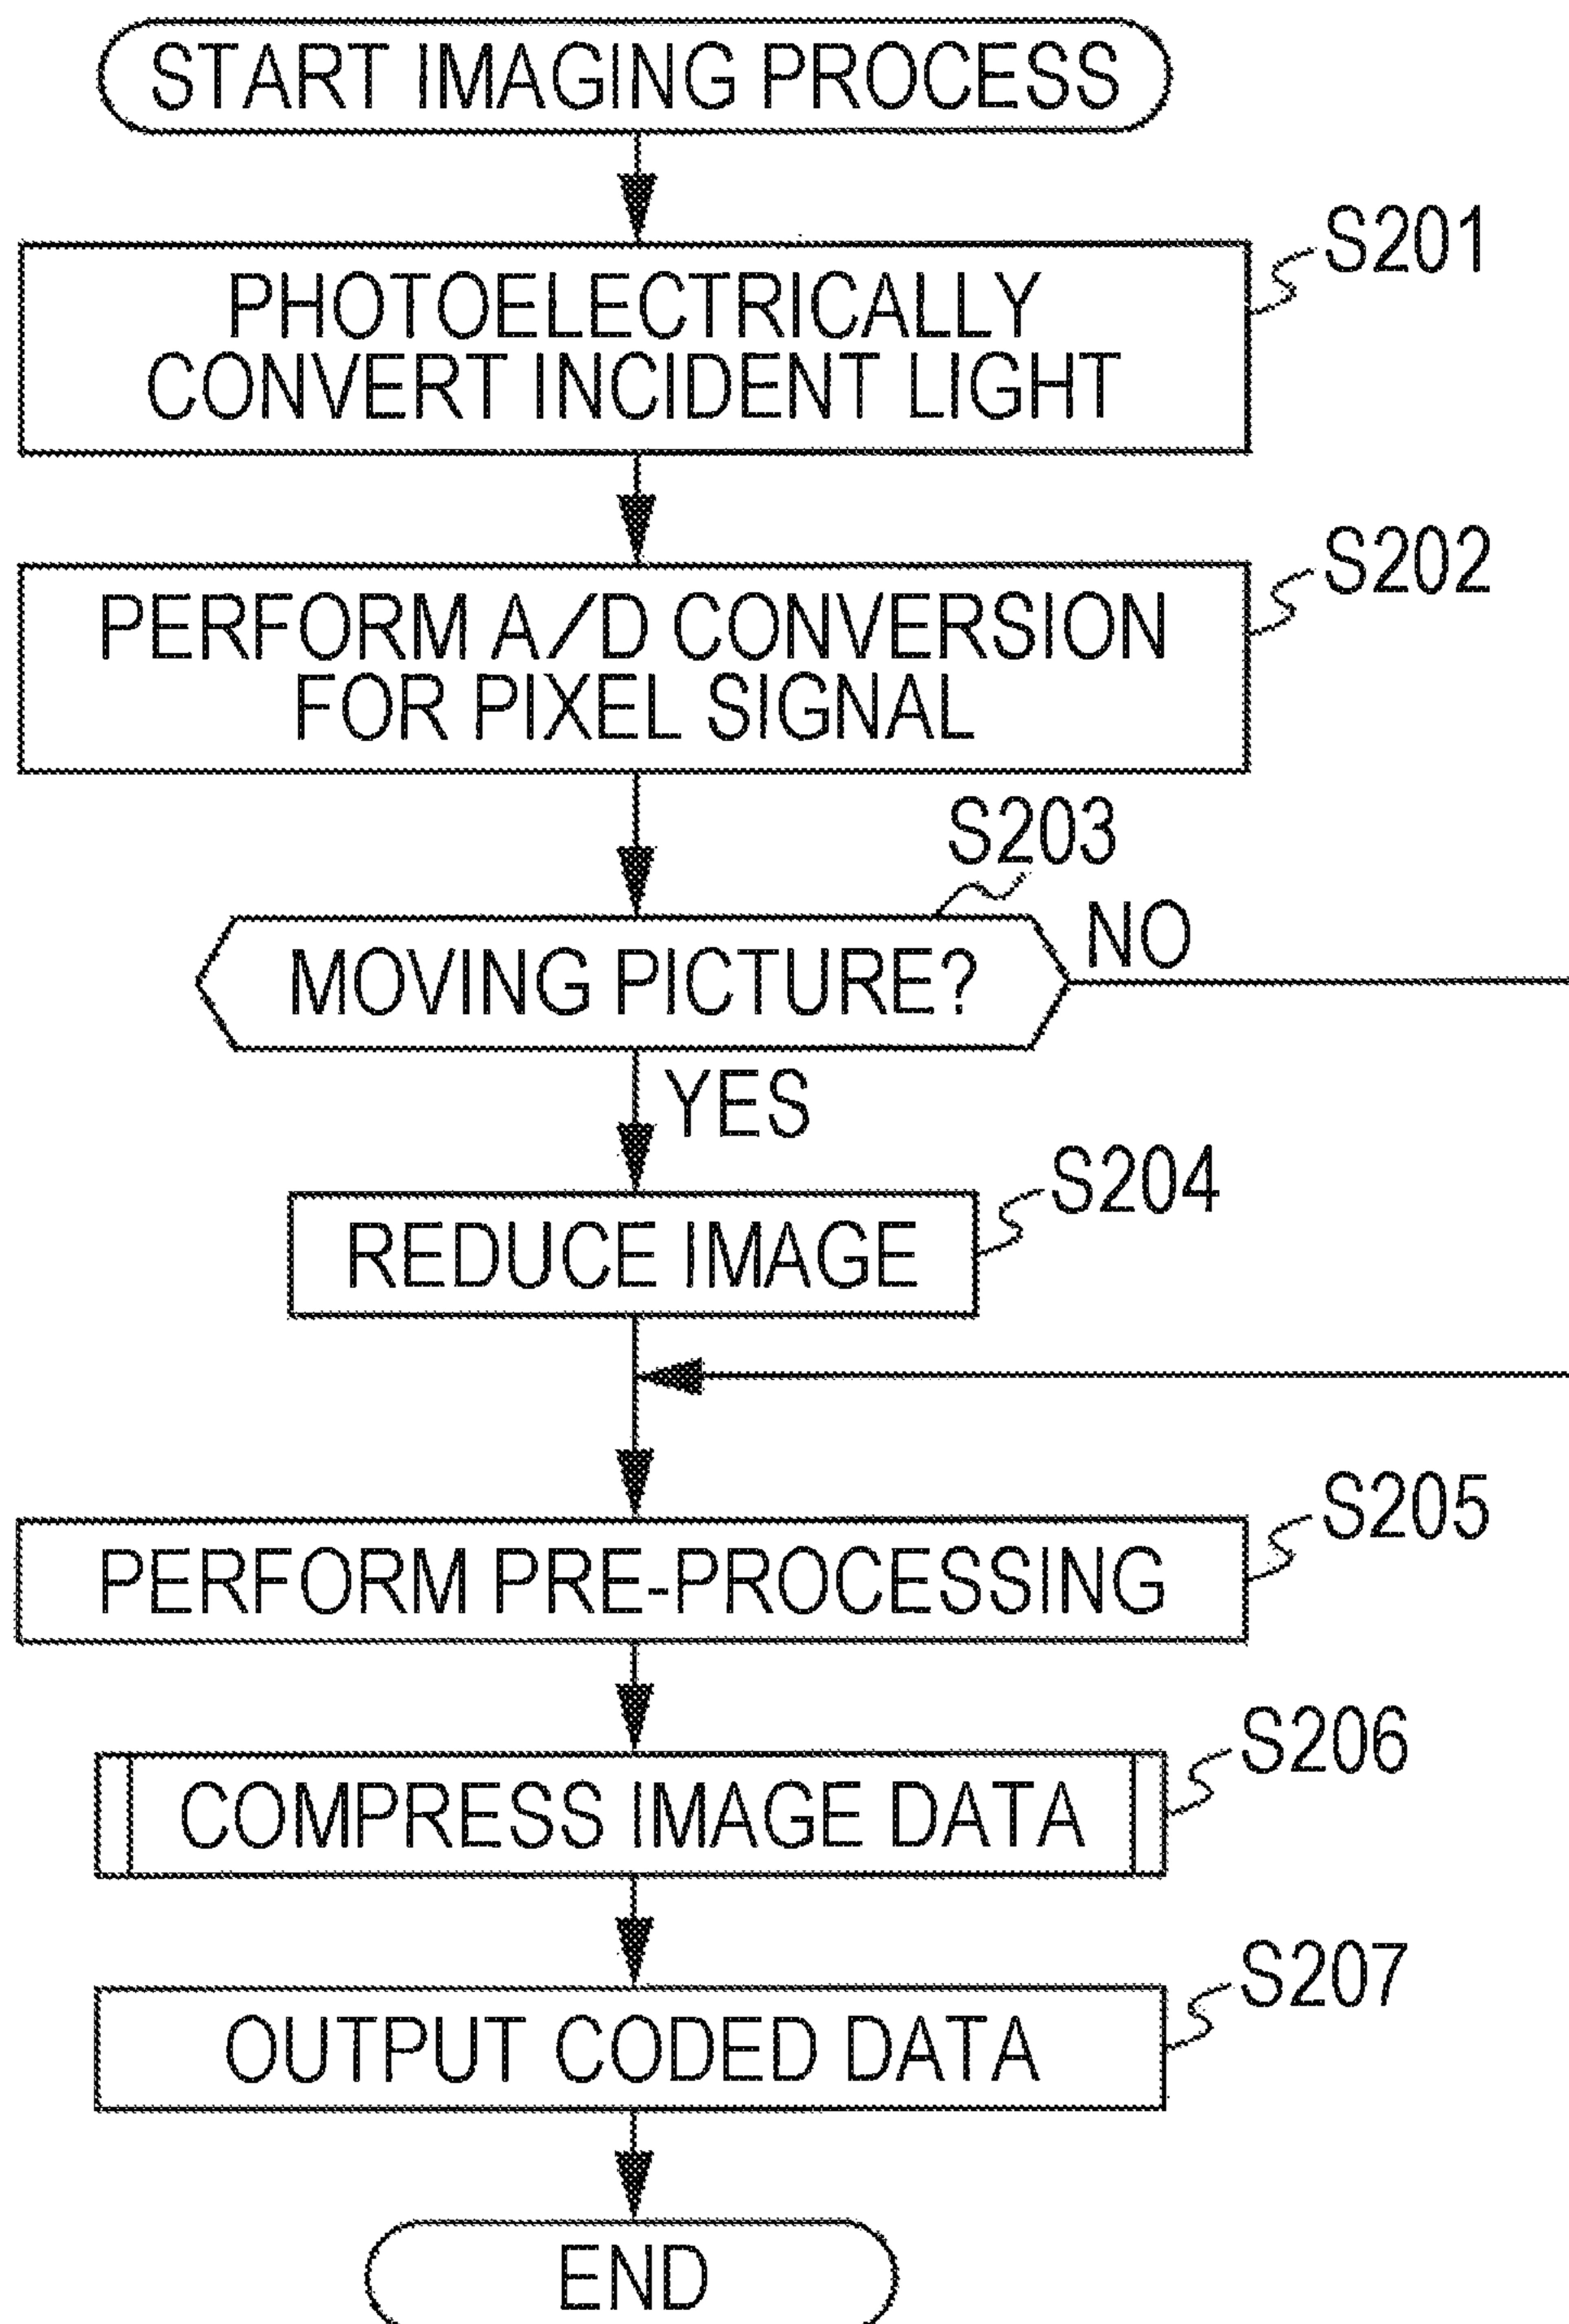 START IMAGING PROCESS
S201
PHOTOELECTRICALLY
CONVERT INCIDENT LIGHT
S202
PERFORM A/D CONVERSION
FOR PIXEL SIGNAL
S203
MOVING PICTURE?
NO
YES
S204
REDUCE IMAGE
S205
PERFORM PRE-PROCESSING
S206
COMPRESS IMAGE DATA
S207
OUTPUT CODED DATA
END